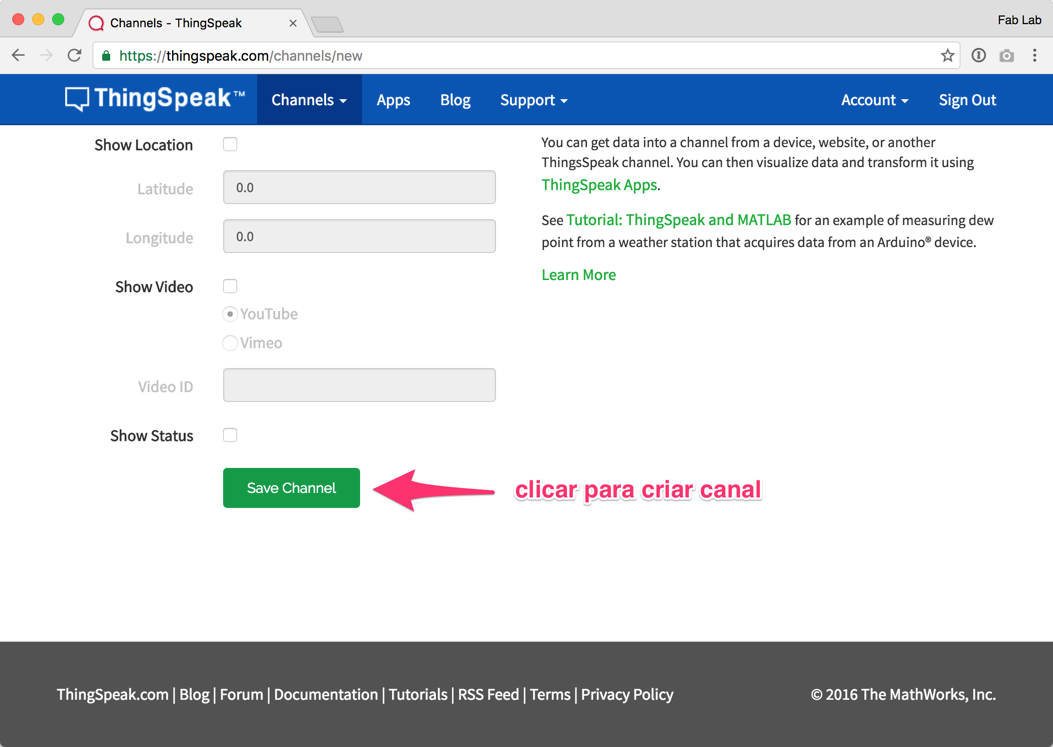 Channels - ThingSpeak
Fab Lab
https://thingspeak.com/channels/new
ThingSpeak™ Channels Apps Blog Support Account Sign Out
Show Location
Latitude 0.0
Longitude 0.0
Show Video
YouTube
Vimeo
Video ID
Show Status
Save Channel
clicar para criar canal
You can get data into a channel from a device, website, or another
ThingsSpeak channel. You can then visualize data and transform it using
ThingSpeak Apps.
See Tutorial: ThingSpeak and MATLAB for an example of measuring dew
point from a weather station that acquires data from an Arduino® device.
Learn More
ThingSpeak.com | Blog | Forum | Documentation | Tutorials | RSS Feed | Terms | Privacy Policy
© 2016 The MathWorks, Inc.